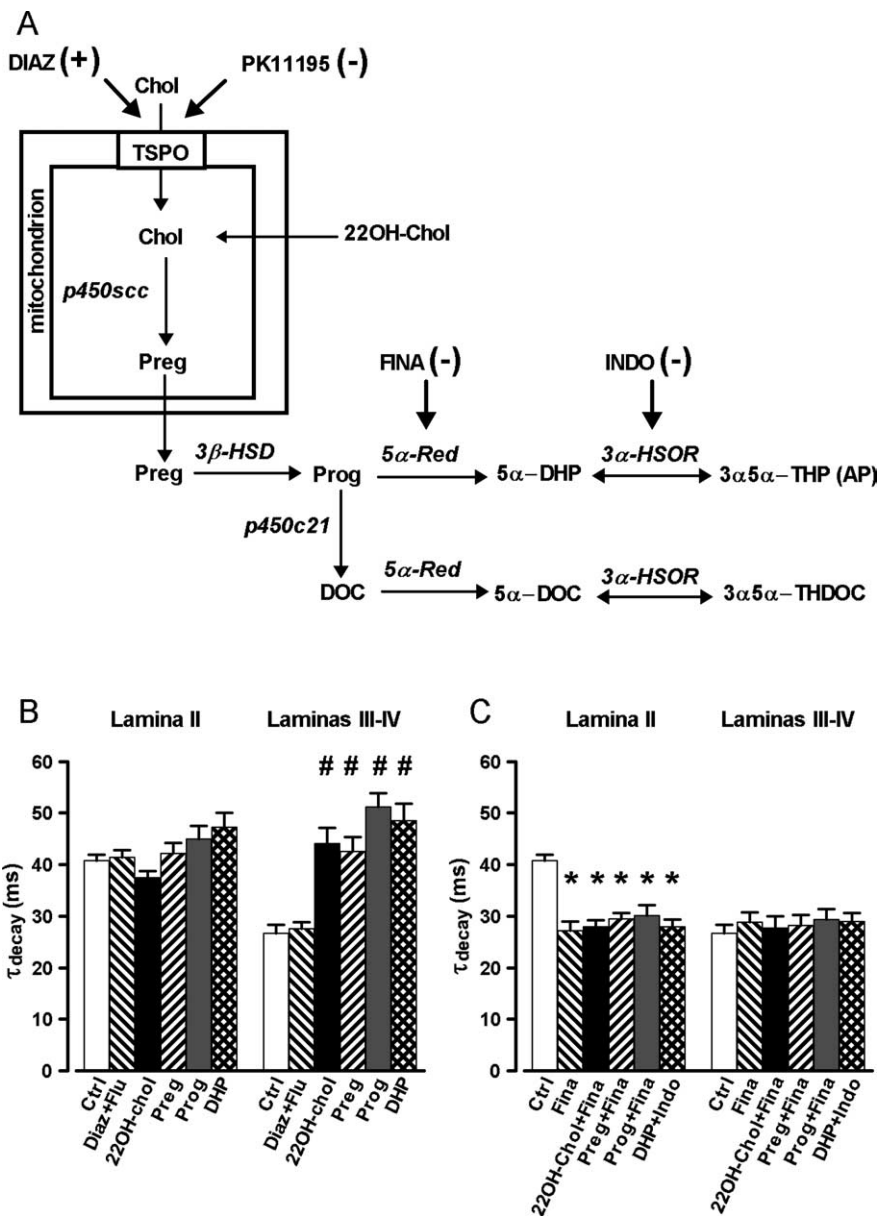 A
DIAZ (+)
Chol
PK11195 (-)
TSPO
mitochondrion
Chol
22OH-Chol
p450scc
Preg
FINA (-)
INDO (-)
Preg
3β-HSD
Prog
5α-Red
5α–DHP
3α-HSOR
3α5α–THP (AP)
p450c21
DOC
5α-Red
5α–DOC
3α-HSOR
3α5α–THDOC
B
Lamina II
Laminas III-IV
τdecay (ms)
60
50
40
30
20
10
0
# # # #
Ctrl
Diaz+Flu
22OH-chol
Preg
Prog
DHP
Ctrl
Diaz+Flu
22OH-chol
Preg
Prog
DHP
C
Lamina II
Laminas III-IV
τdecay (ms)
60
50
40
30
20
10
0
* * * * *
Ctrl
Fina
22OH-Chol+Fina
Preg+Fina
Prog+Fina
DHP+Indo
Ctrl
Fina
22OH-Chol+Fina
Preg+Fina
Prog+Fina
DHP+Indo